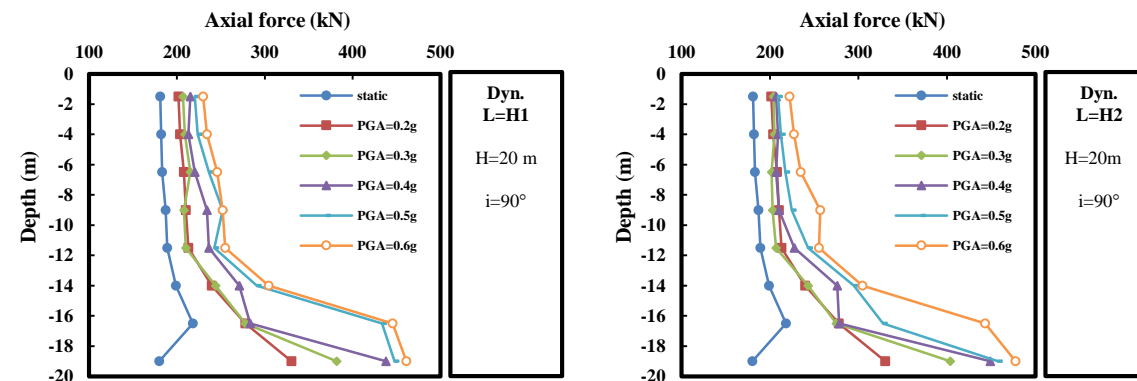 Axial force (kN)
100 200 300 400 500
0
-2
-4
-6
-8
-10
-12
-14
-16
-18
-20
Depth (m)
static
PGA=0.2g
PGA=0.3g
PGA=0.4g
PGA=0.5g
PGA=0.6g
Dyn.
L=H1
H=20 m
i=90°
Axial force (kN)
100 200 300 400 500
0
-2
-4
-6
-8
-10
-12
-14
-16
-18
-20
Depth (m)
static
PGA=0.2g
PGA=0.3g
PGA=0.4g
PGA=0.5g
PGA=0.6g
Dyn.
L=H2
H=20m
i=90°